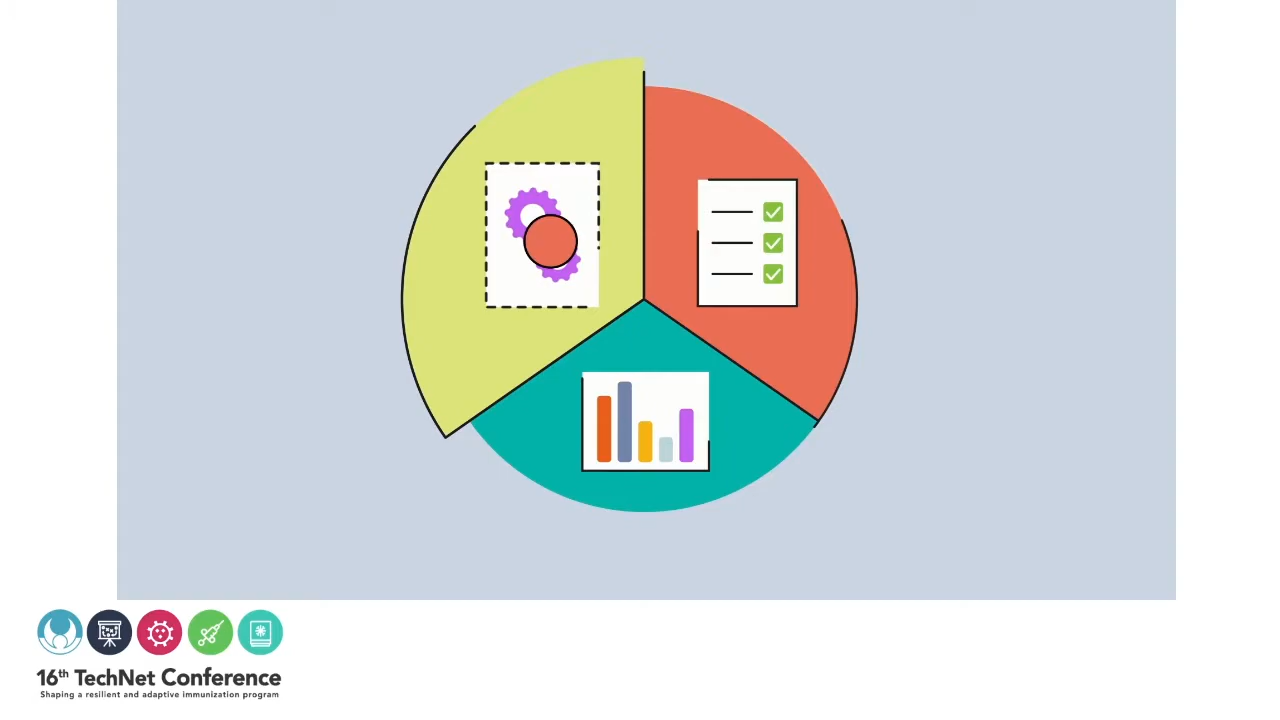 16th TechNet Conference
Shaping a resilient and adaptive immunization program